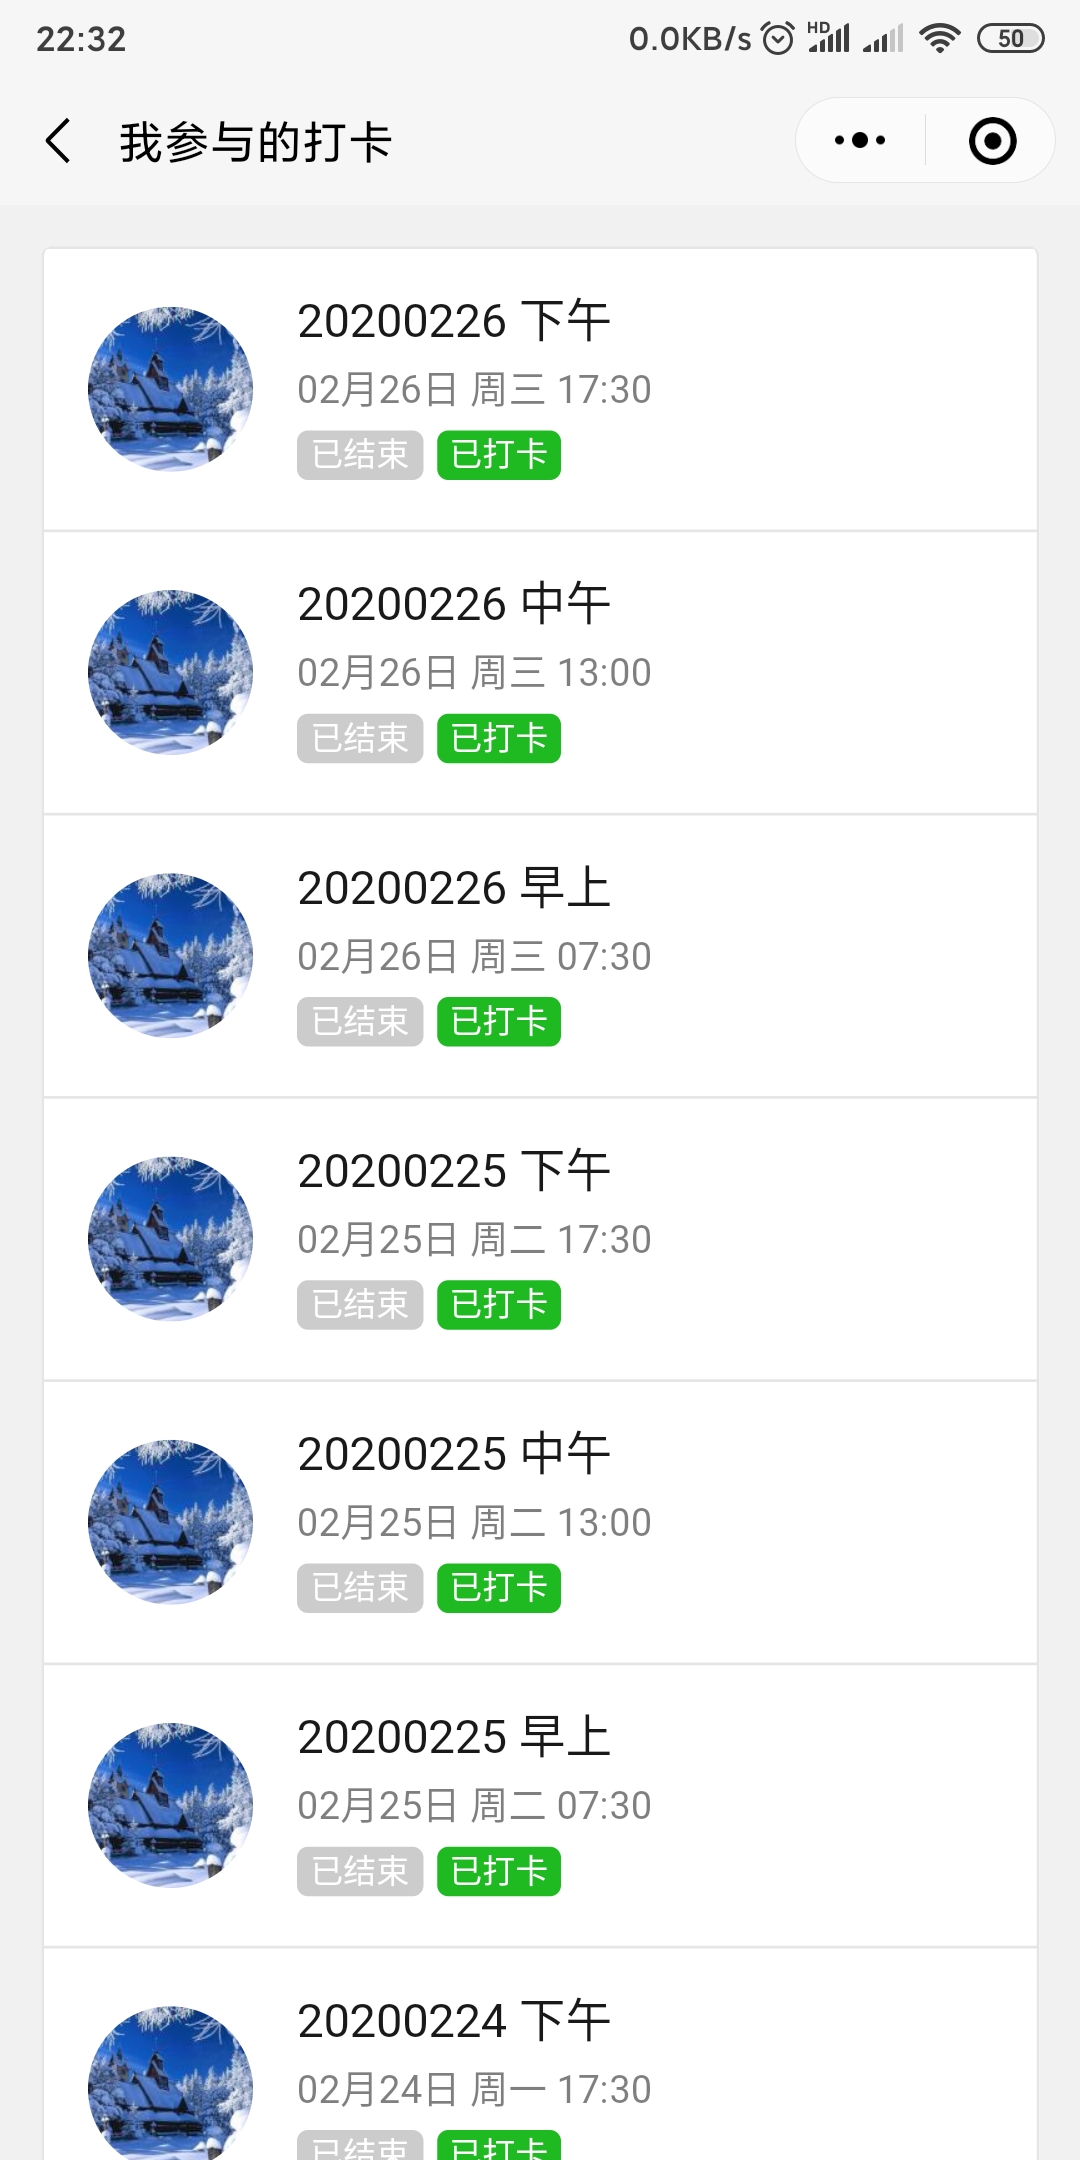 22:32
0.0KB/s HD 50
我参与的打卡
20200226 下午
02月26日 周三 17:30
已结束 已打卡
20200226 中午
02月26日 周三 13:00
已结束 已打卡
20200226 早上
02月26日 周三 07:30
已结束 已打卡
20200225 下午
02月25日 周二 17:30
已结束 已打卡
20200225 中午
02月25日 周二 13:00
已结束 已打卡
20200225 早上
02月25日 周二 07:30
已结束 已打卡
20200224 下午
02月24日 周一 17:30
已结束 已打卡